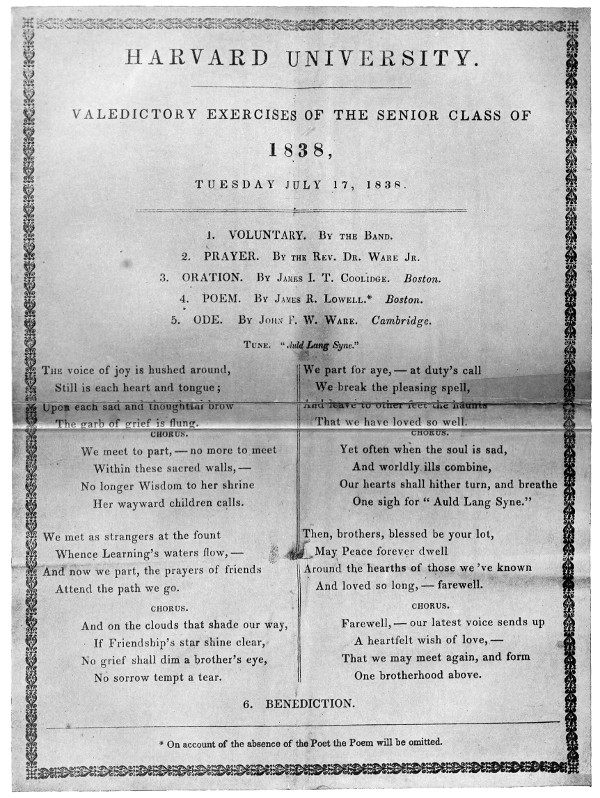 HARVARD UNIVERSITY.
VALEDICTORY EXERCISES OF THE SENIOR CLASS OF
1838,
TUESDAY JULY 17, 1838.
1. VOLUNTARY. BY THE BAND.
2. PRAYER. BY THE REV. DR. WARE JR.
3. ORATION. BY JAMES I. T. COOLIDGE. Boston.
4. POEM. BY JAMES R. LOWELL.* Boston.
5. ODE. BY JOHN F. W. WARE. Cambridge.
TUNE. "Auld Lang Syne."
THE voice of joy is hushed around,
Still is each heart and tongue;
Upon each sad and thoughtful brow
The garb of grief is flung.
CHORUS.
We meet to part,—no more to meet
Within these sacred walls,—
No longer Wisdom to her shrine
Her wayward children calls.
We met as strangers at the fount
Whence Learning's waters flow,—
And now we part, the prayers of friends
Attend the path we go.
CHORUS.
And on the clouds that shade our way,
If Friendship's star shine clear,
No grief shall dim a brother's eye,
No sorrow tempt a tear.
We part for aye,—at duty's call
We break the pleasing spell,
And leave to other feet the haunts
That we have loved so well.
CHORUS.
Yet often when the soul is sad,
And worldly ills combine,
Our hearts shall hither turn, and breathe
One sigh for "Auld Lang Syne."
Then, brothers, blessed be your lot,
May Peace forever dwell
Around the hearths of those we've known
And loved so long,—farewell.
CHORUS.
Farewell,—our latest voice sends up
A heartfelt wish of love,—
That we may meet again, and form
One brotherhood above.
6. BENEDICTION.
* On account of the absence of the Poet the Poem will be omitted.